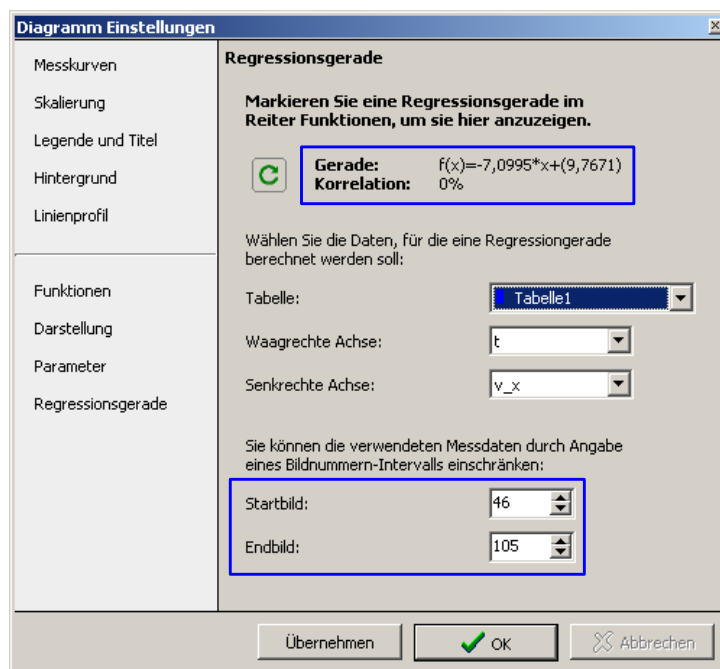 Diagramm Einstellungen
Messkurven
Skalierung
Legende und Titel
Hintergrund
Linienprofil
Funktionen
Darstellung
Parameter
Regressionsgerade
Regressionsgerade
Markieren Sie eine Regressionsgerade im
Reiter Funktionen, um sie hier anzuzeigen.
Gerade: f(x)=-7,0995*x+(9,7671)
Korrelation: 0%
Wählen Sie die Daten, für die eine Regressiongerade
berechnet werden soll:
Tabelle: Tabelle1
Waagrechte Achse: t
Senkrechte Achse: v_x
Sie können die verwendeten Messdaten durch Angabe
eines Bildnummern-Intervalls einschränken:
Startbild: 46
Endbild: 105
Übernehmen OK Abbrechen